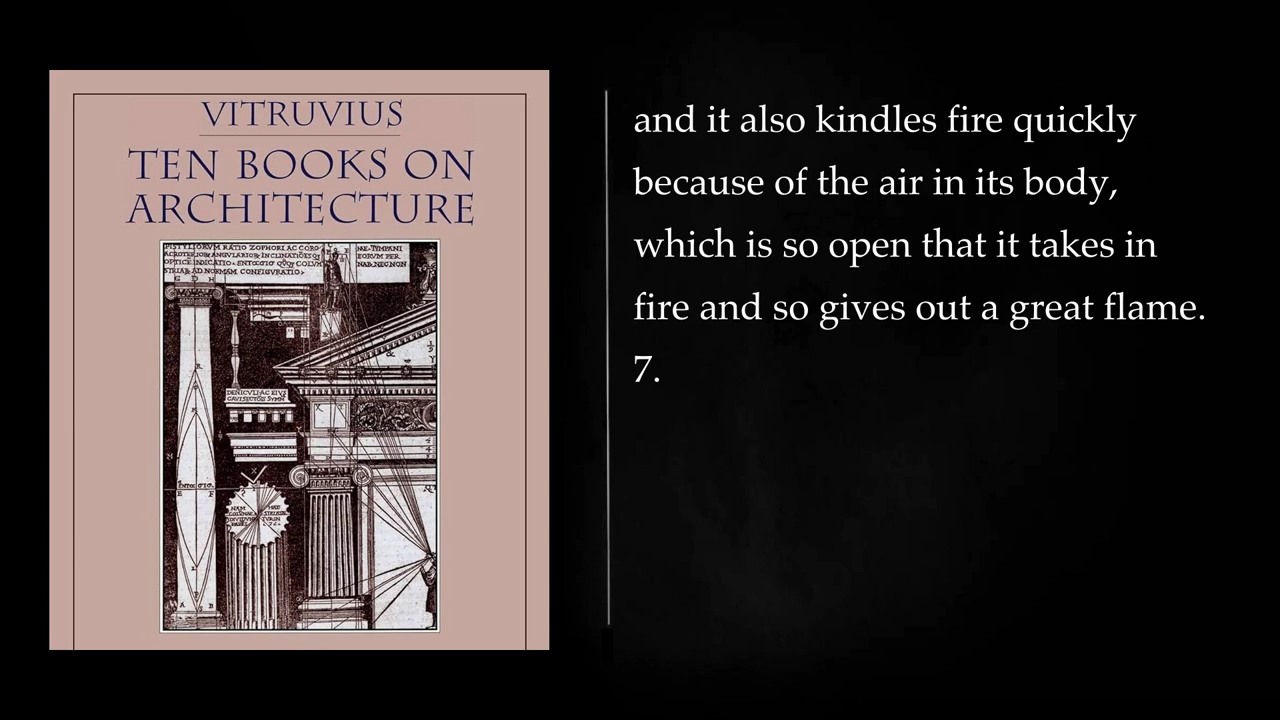 VITRUVIUS
TEN BOOKS ON
ARCHITECTURE
and it also kindles fire quickly
because of the air in its body,
which is so open that it takes in
fire and so gives out a great flame.
7.